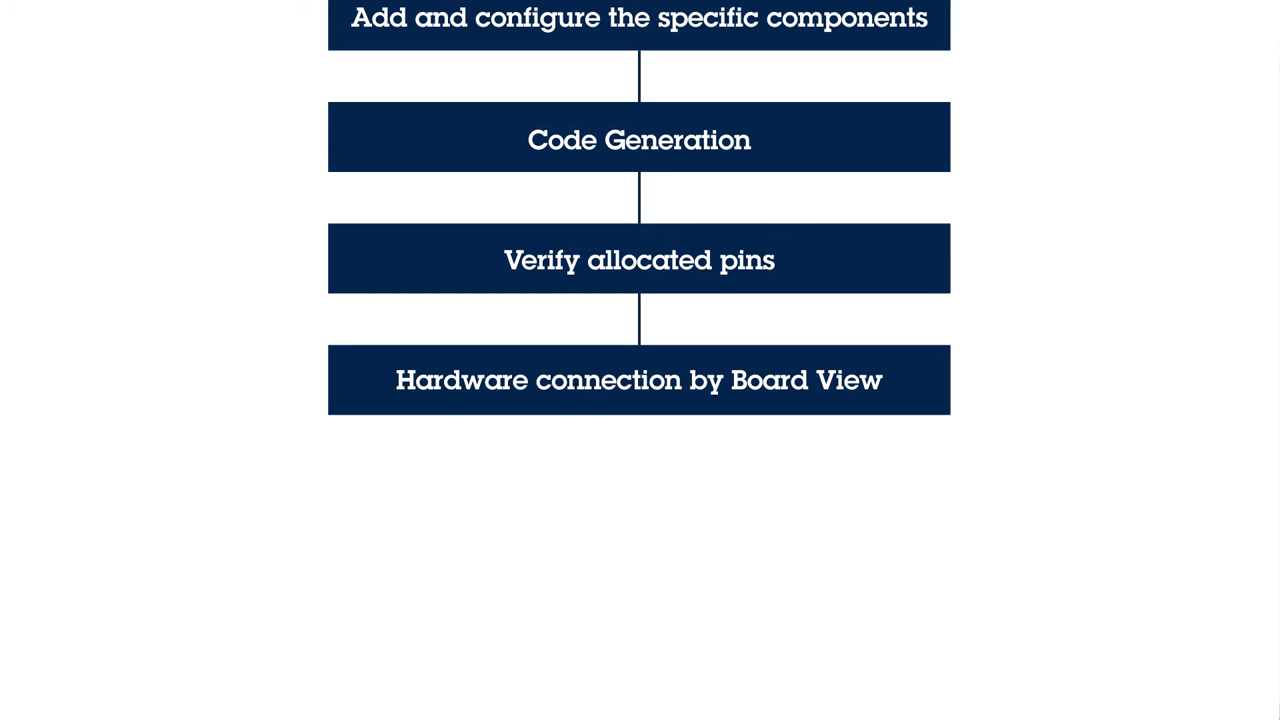 Add and configure the specific components
Code Generation
Verify allocated pins
Hardware connection by Board View